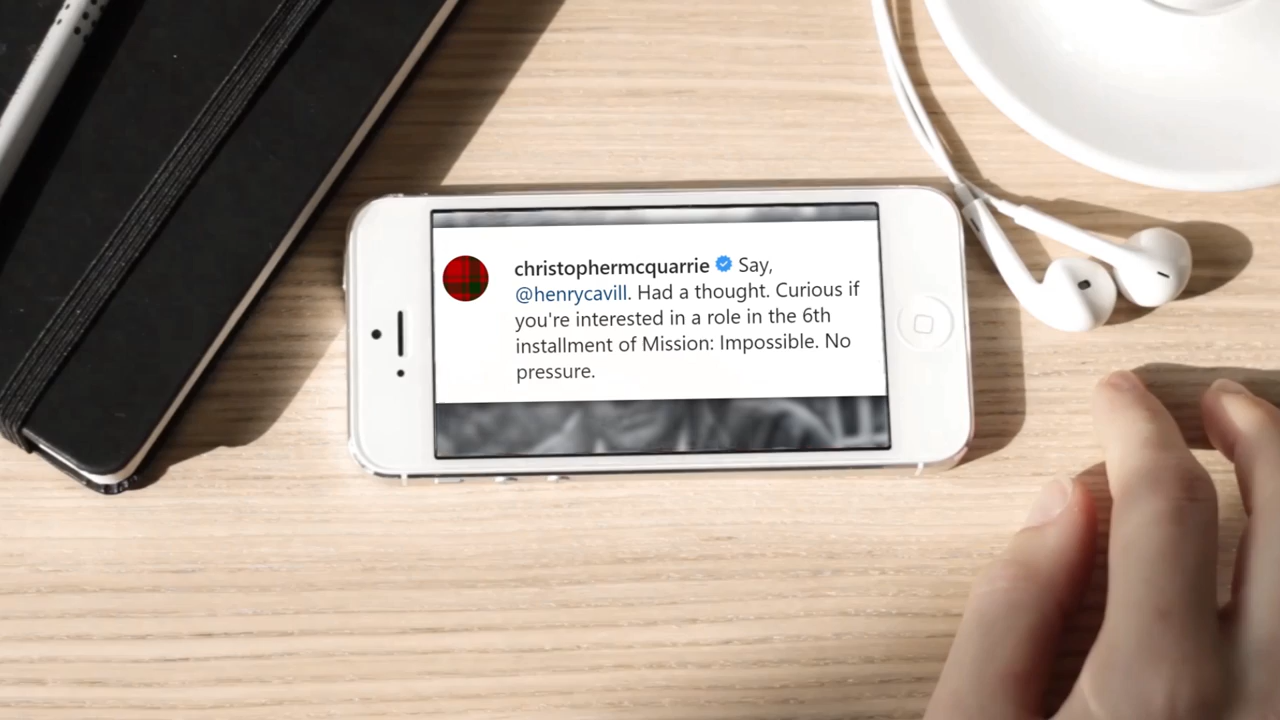 christophermcquarrie Say,
@henrycavill. Had a thought. Curious if
you're interested in a role in the 6th
installment of Mission: Impossible. No
pressure.